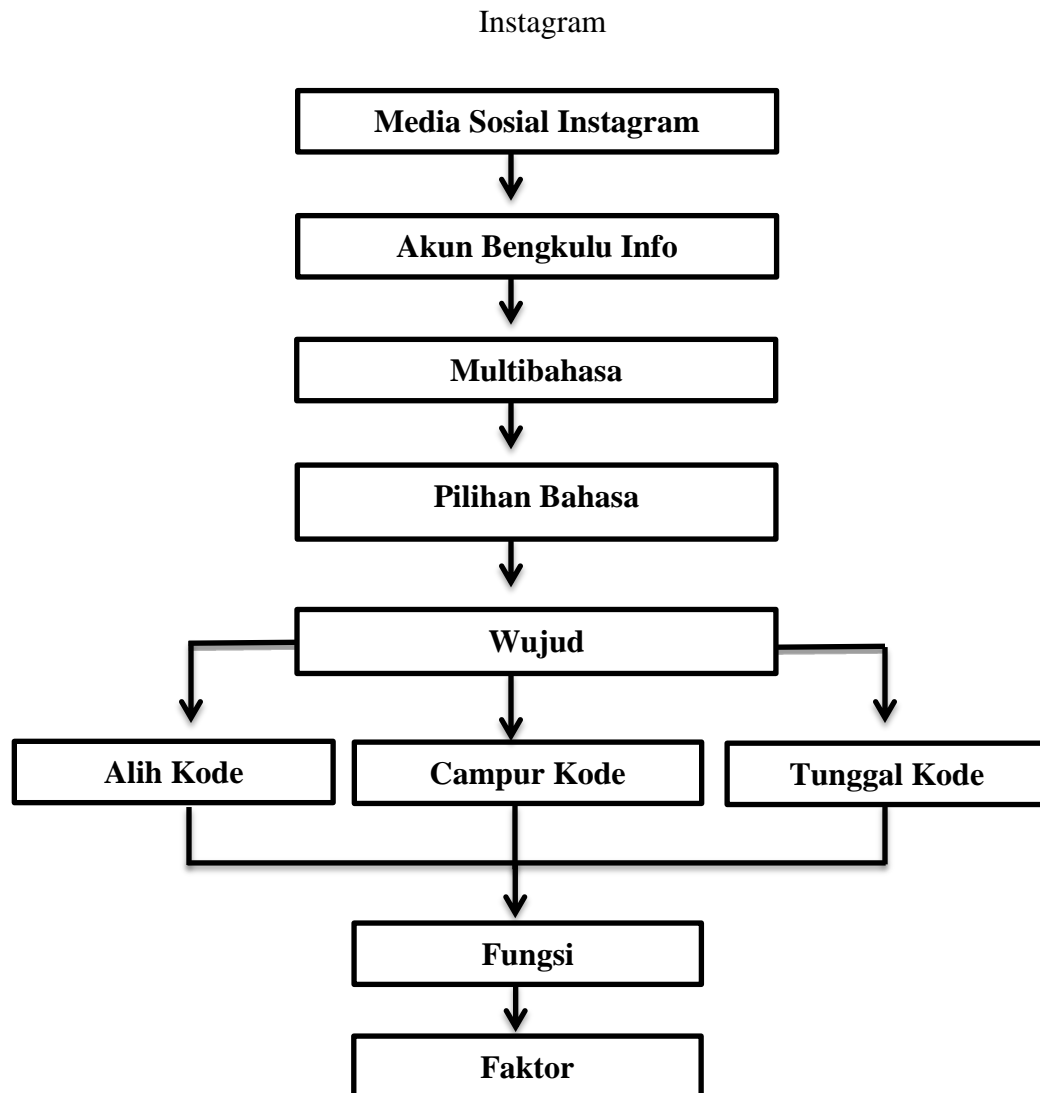 Instagram
Media Sosial Instagram
Akun Bengkulu Info
Multibahasa
Pilihan Bahasa
Wujud
Alih Kode
Campur Kode
Tunggal Kode
Fungsi
Faktor